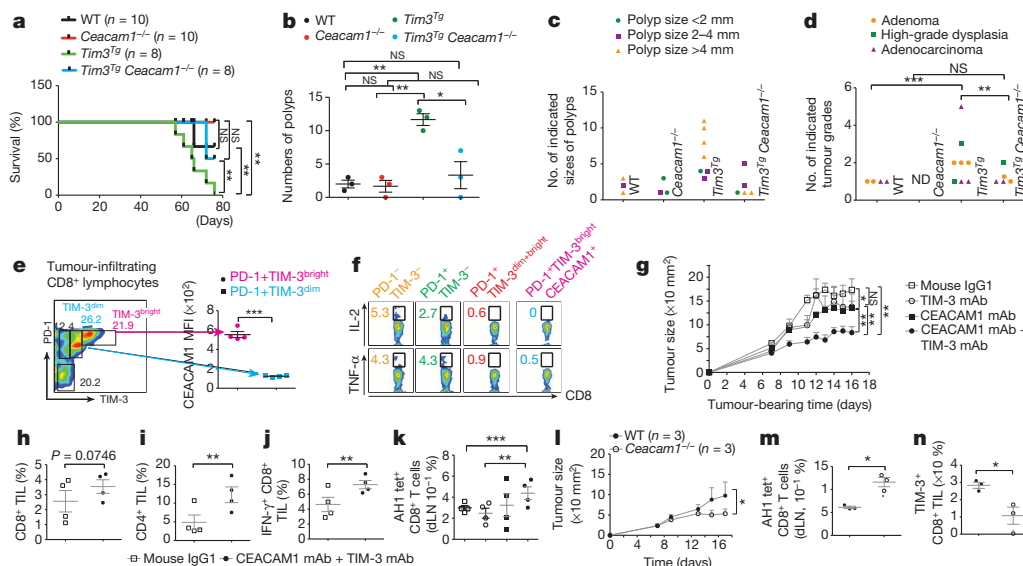 a
WT (n = 10)
Ceacam1–/– (n = 10)
Tim3Tg (n = 8)
Tim3Tg Ceacam1–/– (n = 8)
Survival (%)
100
50
0
0 20 40 60 80
(Days)
NS
NS
**
**
**
b
WT
Tim3Tg
Ceacam1–/–
Tim3Tg Ceacam1–/–
Numbers of polyps
15
10
5
0
NS
**
NS
NS
**
*
c
Polyp size <2 mm
Polyp size 2–4 mm
Polyp size >4 mm
No. of indicated
sizes of polyps
15
10
5
0
WT
Ceacam1–/–
Tim3Tg
Tim3Tg Ceacam1–/–
d
Adenoma
High-grade dysplasia
Adenocarcinoma
No. of indicated
tumour grades
6
4
2
0
NS
***
**
WT
ND
Ceacam1–/–
Tim3Tg
Tim3Tg Ceacam1–/–
e
Tumour-infiltrating
CD8+ lymphocytes
TIM-3dim
26.2
TIM-3bright
21.9
12.4
20.2
PD-1
TIM-3
PD-1+TIM-3bright
PD-1+TIM-3dim
CEACAM1 MFI (×10²)
8
6
4
2
0
***
f
PD-1–
TIM-3–
PD-1+
TIM-3–
PD-1+
TIM-3dim+bright
PD-1+TIM-3bright
CEACAM1+
IL-2
5.3
2.7
0.6
0
TNF-α
4.3
4.3
0.9
0.5
CD8
g
Tumour size (×10 mm²)
20
16
12
8
4
0
0 2 4 6 8 10 12 14 16 18
Tumour-bearing time (days)
*
NS
**
**
**
Mouse IgG1
TIM-3 mAb
CEACAM1 mAb
CEACAM1 mAb +
TIM-3 mAb
h
P = 0.0746
CD8+ TIL (%)
5
4
3
2
1
0
i
**
CD4+ TIL (%)
20
15
10
5
0
j
**
IFN-γ+ CD8+
TIL (%)
10
8
6
4
2
0
k
***
**
AH1 tet+
CD8+ T cells
(dLN 10–1 %)
8
6
4
2
0
Mouse IgG1
CEACAM1 mAb + TIM-3 mAb
l
WT (n = 3)
Ceacam1–/– (n = 3)
Tumour size
(×10 mm²)
20
15
10
5
0
0 4 8 12 16
Time (days)
*
m
*
AH1 tet+
CD8+ T cells
(dLN, 10–1 %)
15
10
5
0
n
*
TIM-3+
CD8+ TIL (×10 %)
4
3
2
1
0